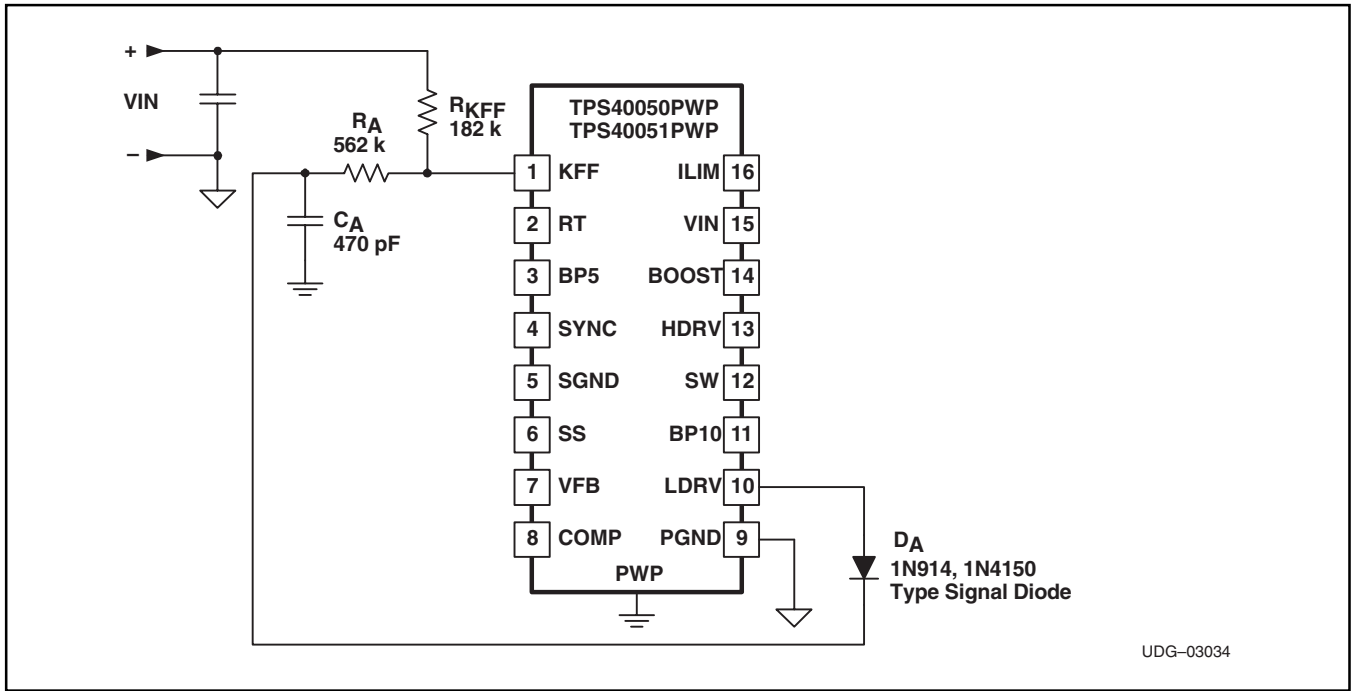 +
VIN
−
RA
562 k
RKFF
182 k
CA
470 pF
TPS40050PWP
TPS40051PWP
1 KFF ILIM 16
2 RT VIN 15
3 BP5 BOOST 14
4 SYNC HDRV 13
5 SGND SW 12
6 SS BP10 11
7 VFB LDRV 10
8 COMP PGND 9
PWP
DA
1N914, 1N4150
Type Signal Diode
UDG–03034